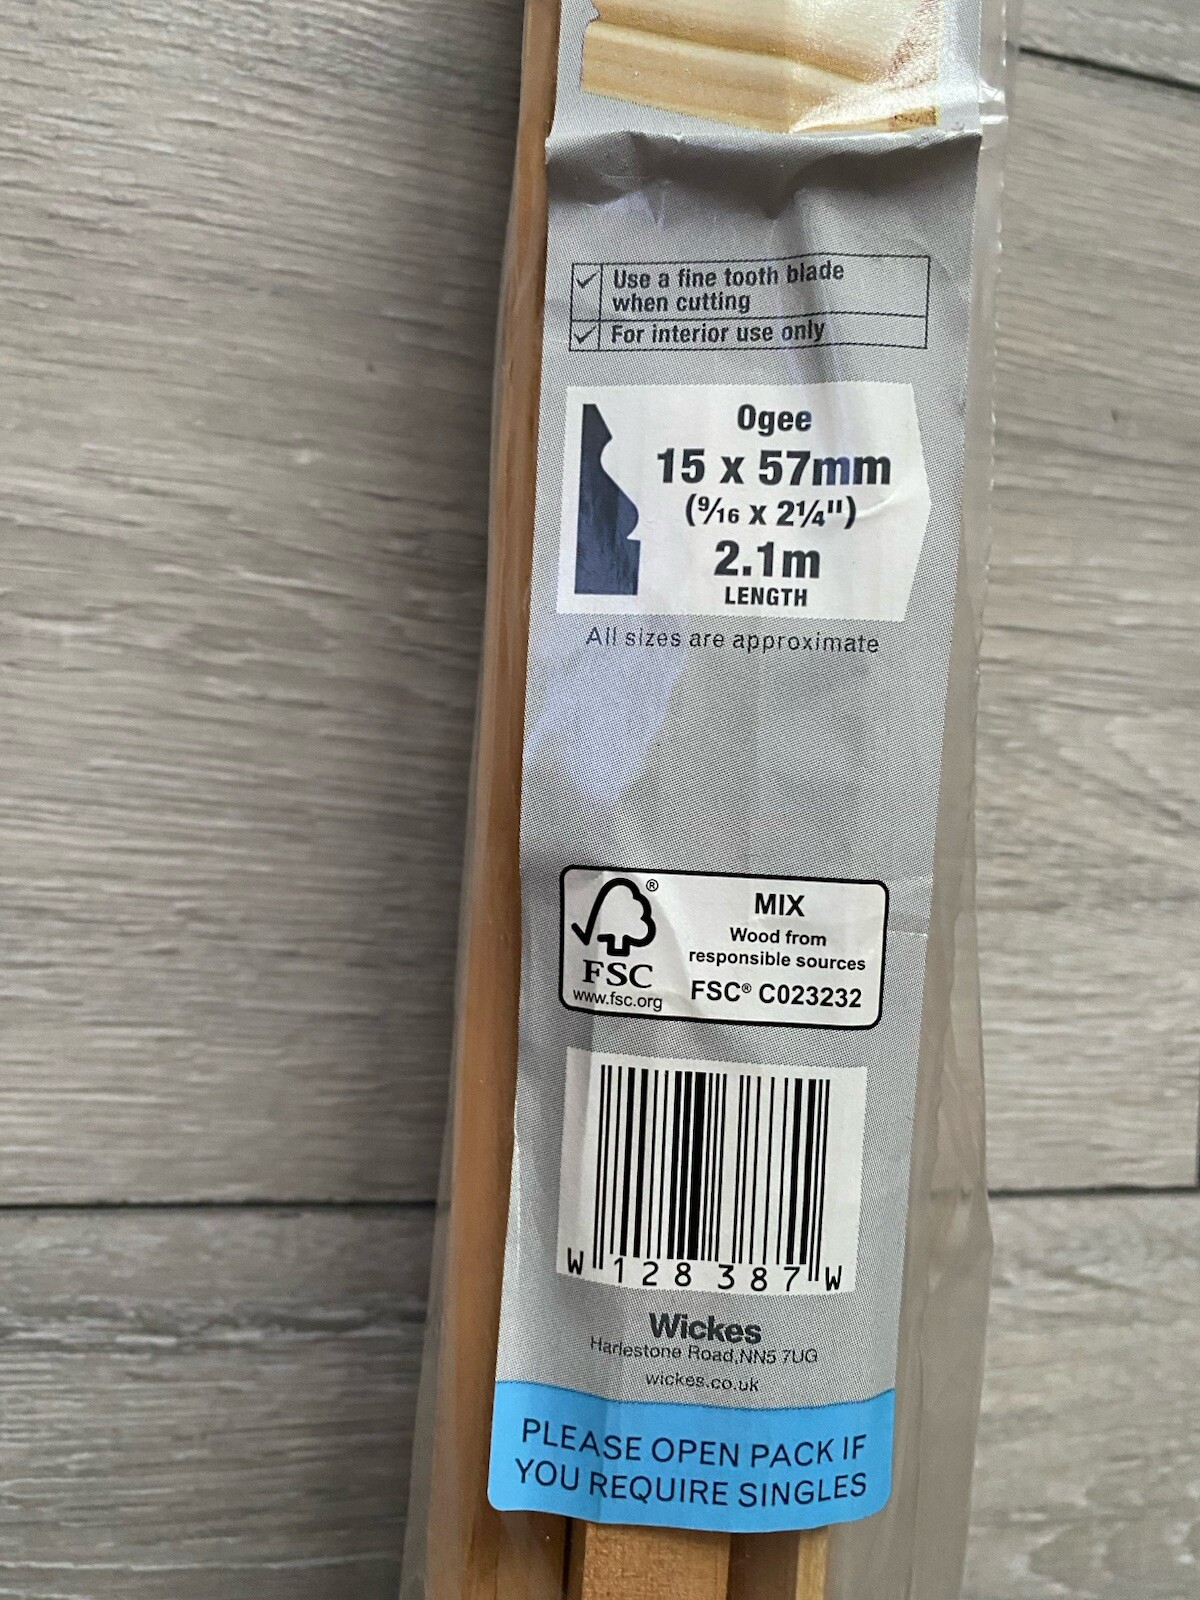 Use a fine tooth blade
when cutting
For interior use only
Ogee
15 x 57mm
(9/16 x 2¼")
2.1m
LENGTH
All sizes are approximate
®
FSC
www.fsc.org
MIX
Wood from
responsible sources
FSC® C023232
W 128387 W
Wickes
Harlestone Road,NN5 7UG
wickes.co.uk
PLEASE OPEN PACK IF
YOU REQUIRE SINGLES